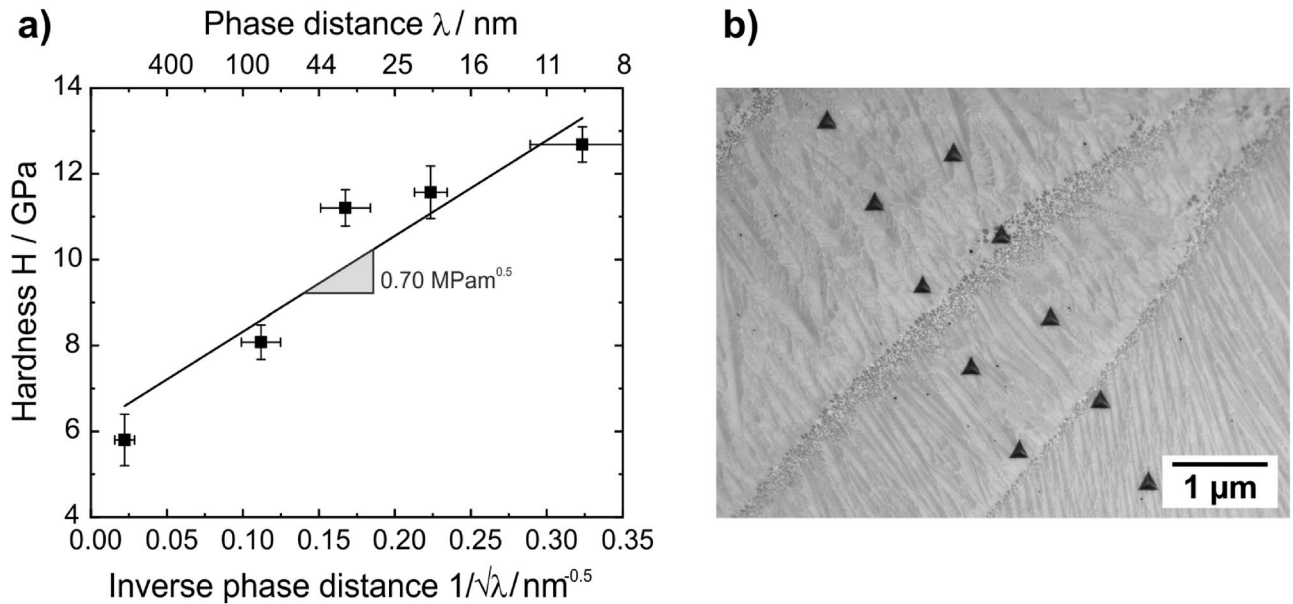 a)
Phase distance λ / nm
400 100 44 25 16 11 8
14
12
10
8
6
4
Hardness H / GPa
0.70 MPam^0.5
0.00 0.05 0.10 0.15 0.20 0.25 0.30 0.35
Inverse phase distance 1/√λ / nm^-0.5
b)
1 µm